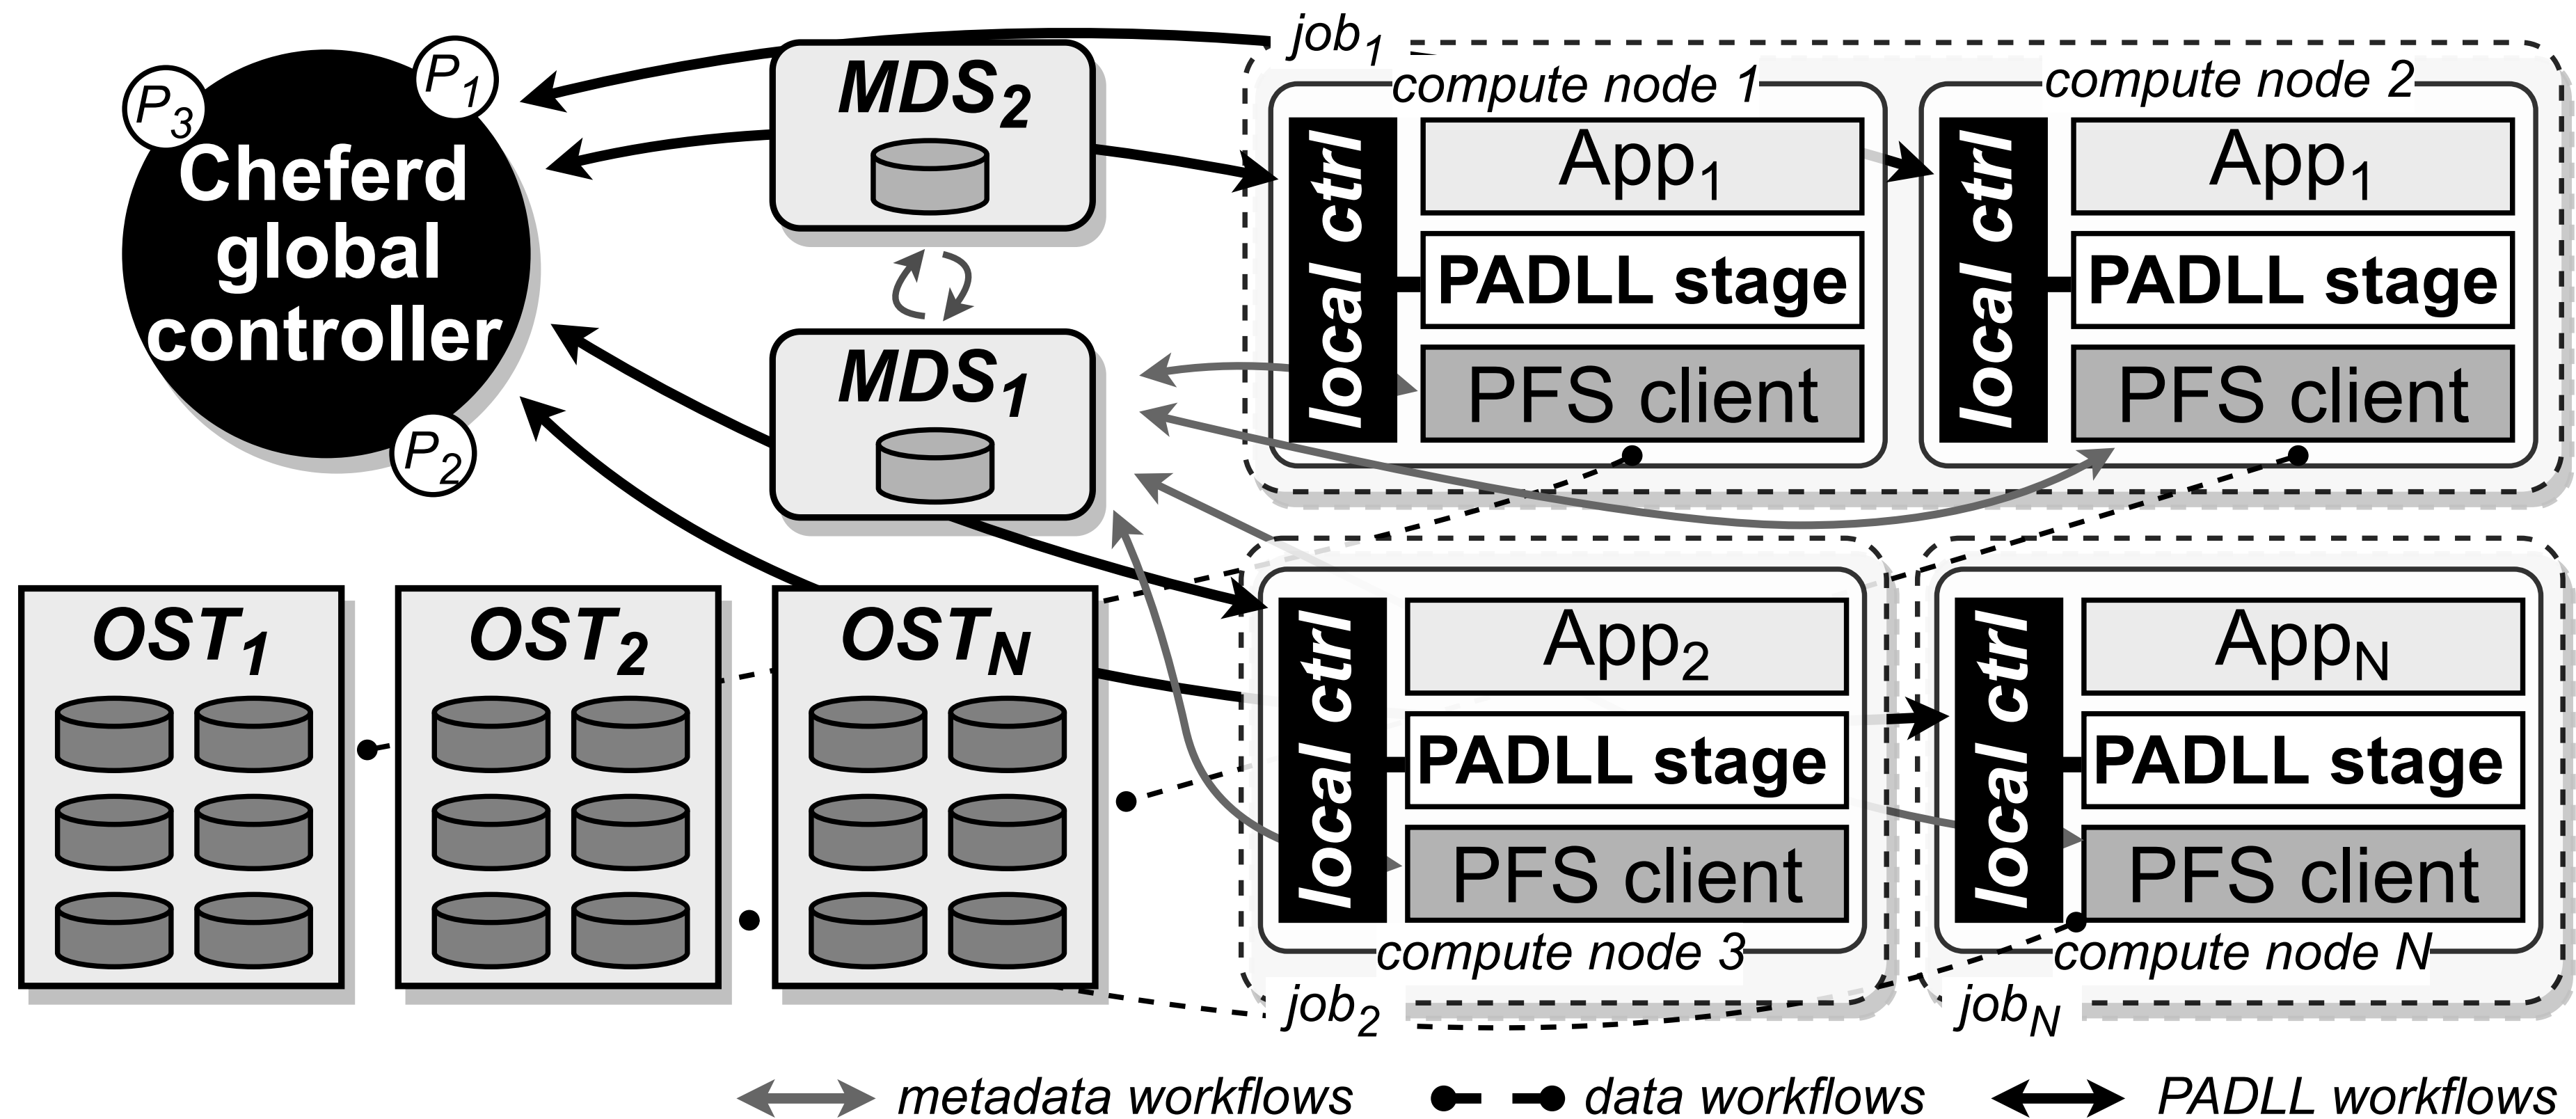 P1
P3
Cheferd
global
controller
P2
MDS2
MDS1
OST1
OST2
OSTN
job1
compute node 1
local ctrl
App1
PADLL stage
PFS client
compute node 2
local ctrl
App1
PADLL stage
PFS client
local ctrl
App2
PADLL stage
PFS client
compute node 3
job2
local ctrl
AppN
PADLL stage
PFS client
compute node N
jobN
metadata workflows
data workflows
PADLL workflows